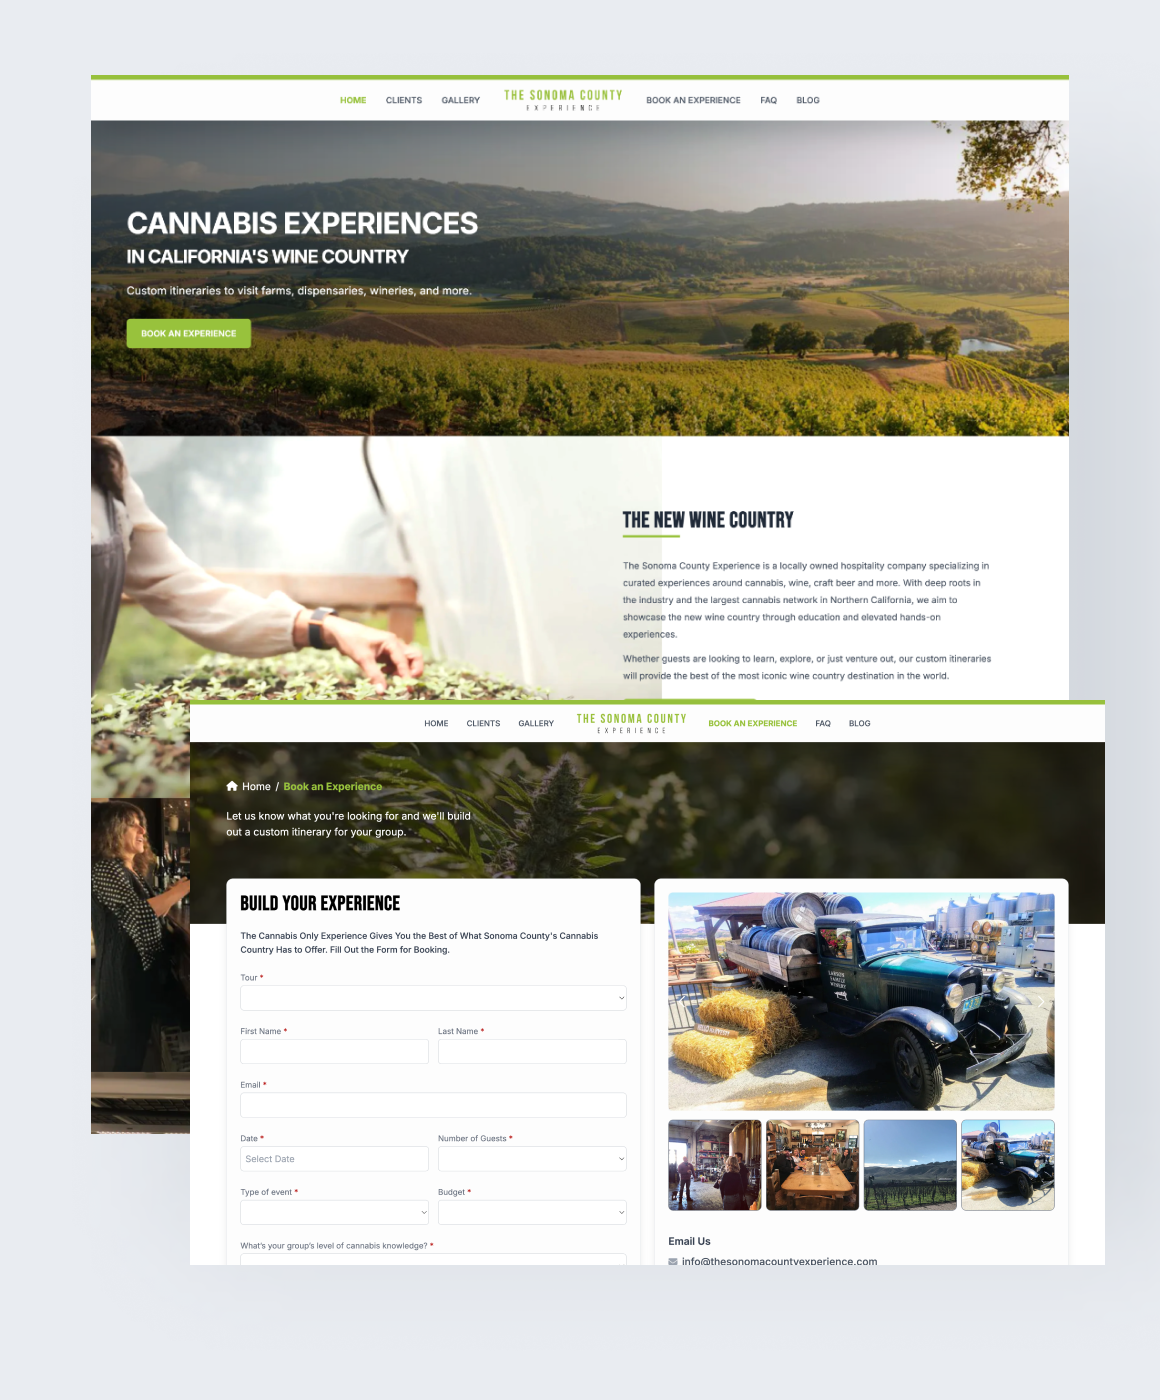 HOME CLIENTS GALLERY THE SONOMA COUNTY BOOK AN EXPERIENCE FAQ BLOG
EXPERIENCE
CANNABIS EXPERIENCES
IN CALIFORNIA'S WINE COUNTRY
Custom itineraries to visit farms, dispensaries, wineries, and more.
BOOK AN EXPERIENCE
THE NEW WINE COUNTRY
The Sonoma County Experience is a locally owned hospitality company specializing in
curated experiences around cannabis, wine, craft beer and more. With deep roots in
the industry and the largest cannabis network in Northern California, we aim to
showcase the new wine country through education and elevated hands-on
experiences.
Whether guests are looking to learn, explore, or just venture out, our custom itineraries
will provide the best of the most iconic wine country destination in the world.
HOME CLIENTS GALLERY THE SONOMA COUNTY BOOK AN EXPERIENCE FAQ BLOG
EXPERIENCE
Home / Book an Experience
Let us know what you're looking for and we'll build
out a custom itinerary for your group.
BUILD YOUR EXPERIENCE
The Cannabis Only Experience Gives You the Best of What Sonoma County's Cannabis
Country Has to Offer. Fill Out the Form for Booking.
Tour *
First Name * Last Name *
Email *
Date * Number of Guests *
Select Date
Type of event * Budget *
What's your group's level of cannabis knowledge? *
LARSON
FAMILY
WINERY
Email Us
info@thesonomacountyexperience.com